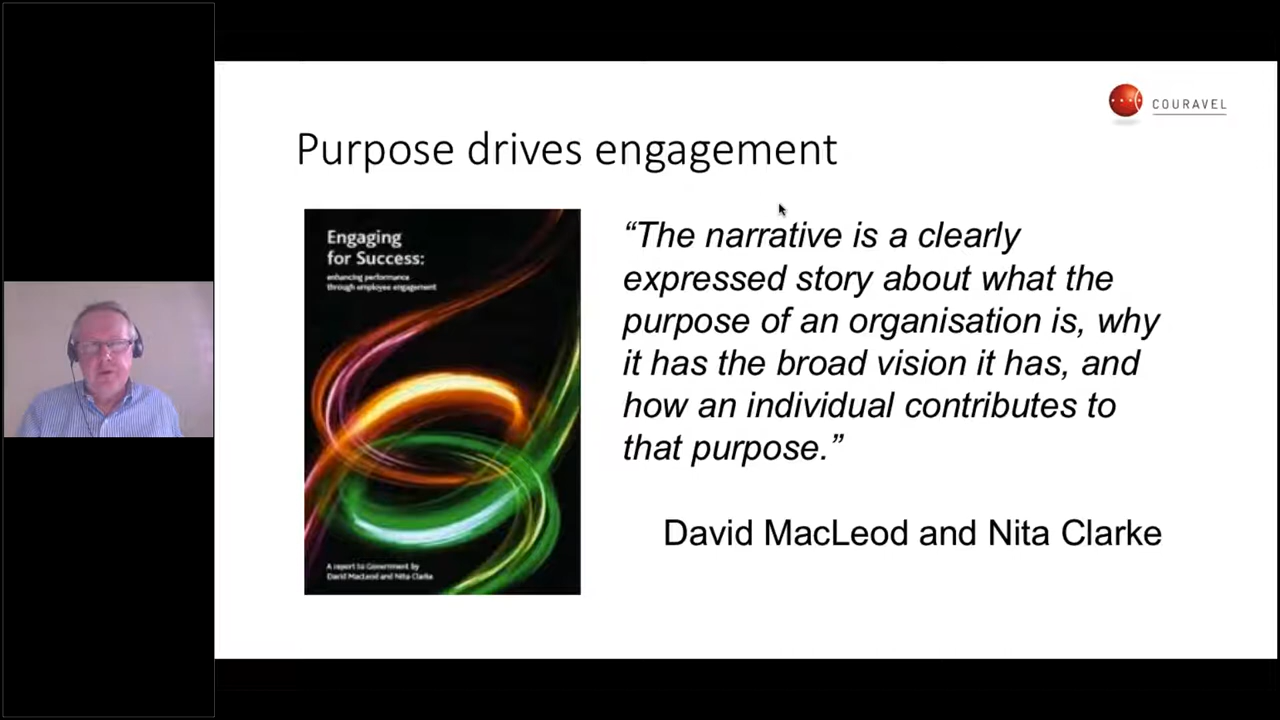 COURAVEL
Purpose drives engagement
Engaging
for Success:
enhancing performance
through employee engagement
A report to Government by
David MacLeod and Nita Clarke
“The narrative is a clearly
expressed story about what the
purpose of an organisation is, why
it has the broad vision it has, and
how an individual contributes to
that purpose.”
David MacLeod and Nita Clarke